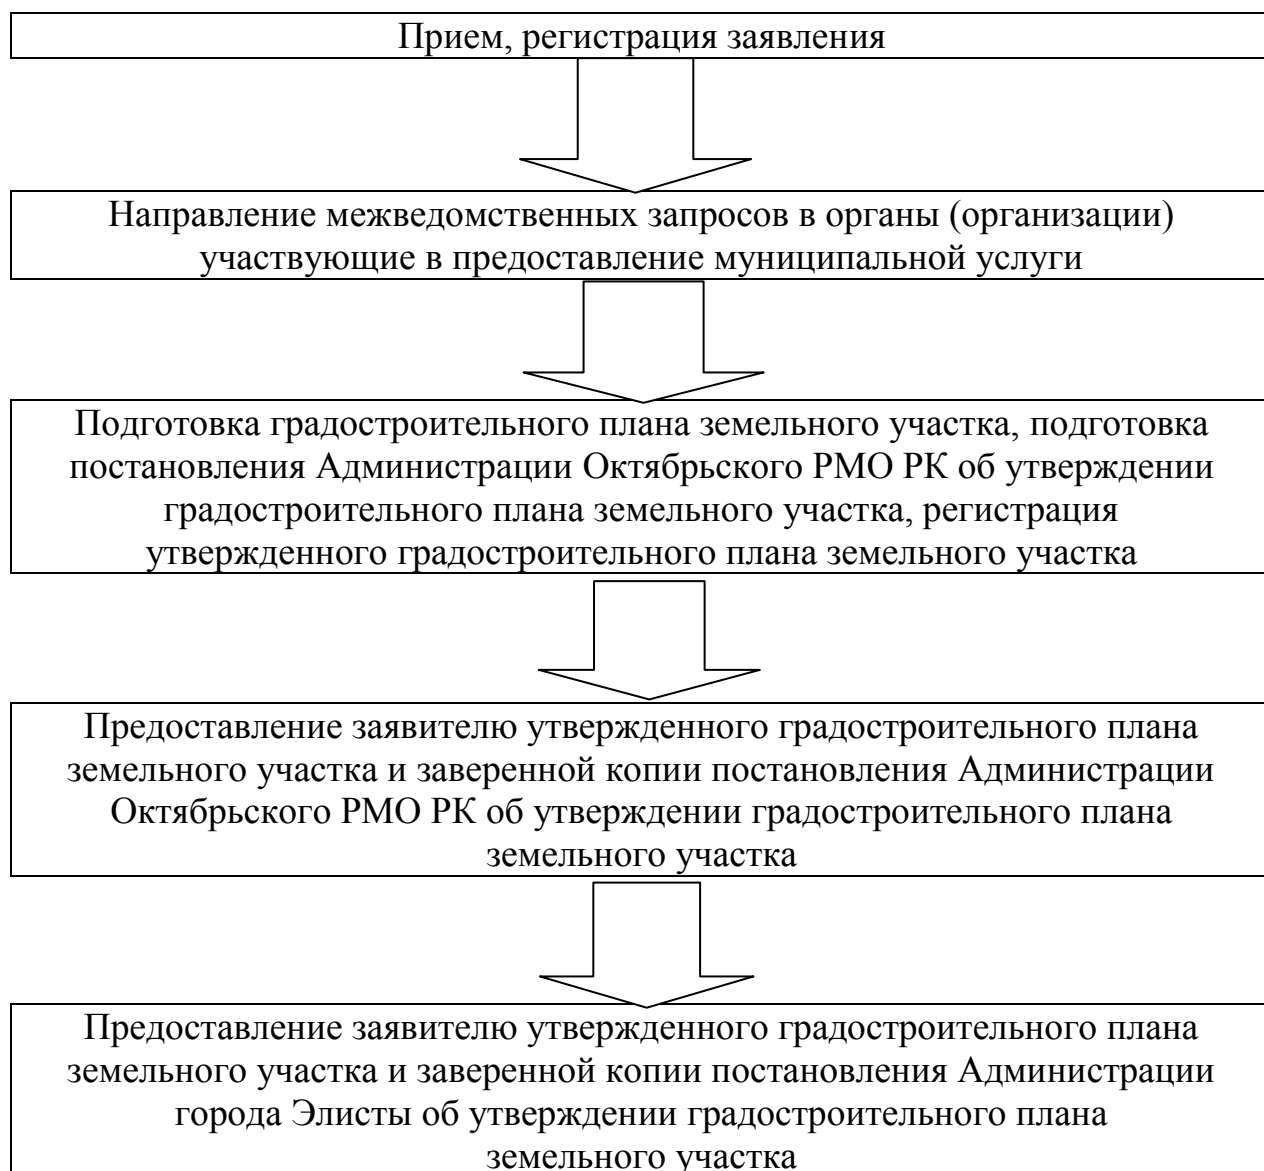 Прием, регистрация заявления
Направление межведомственных запросов в органы (организации)
участвующие в предоставление муниципальной услуги
Подготовка градостроительного плана земельного участка, подготовка
постановления Администрации Октябрьского РМО РК об утверждении
градостроительного плана земельного участка, регистрация
утвержденного градостроительного плана земельного участка
Предоставление заявителю утвержденного градостроительного плана
земельного участка и заверенной копии постановления Администрации
Октябрьского РМО РК об утверждении градостроительного плана
земельного участка
Предоставление заявителю утвержденного градостроительного плана
земельного участка и заверенной копии постановления Администрации
города Элисты об утверждении градостроительного плана
земельного участка